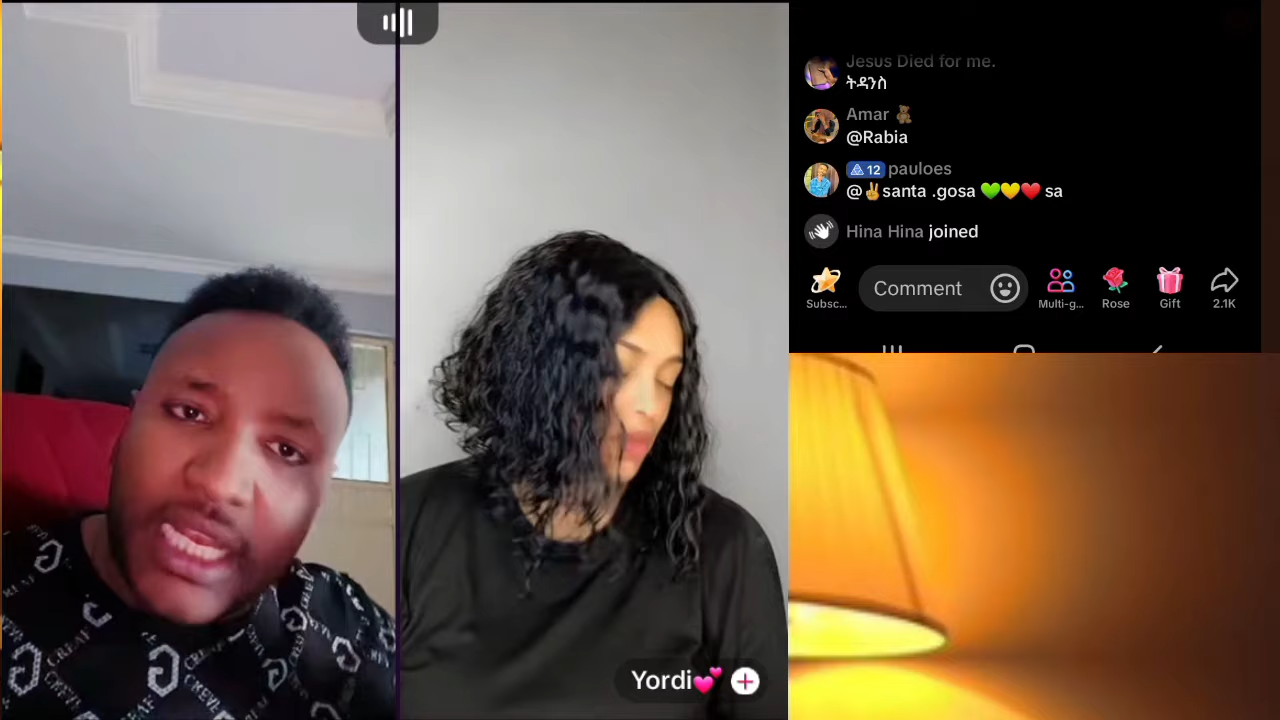 Jesus Died for me.
ትዳንስ
Amar 🧸
@Rabia
12 pauloes
@✌️santa .gosa 💚💛❤️ sa
Hina Hina joined
Subsc...
Comment
Multi-g...
Rose
Gift
2.1K
Yordi💕